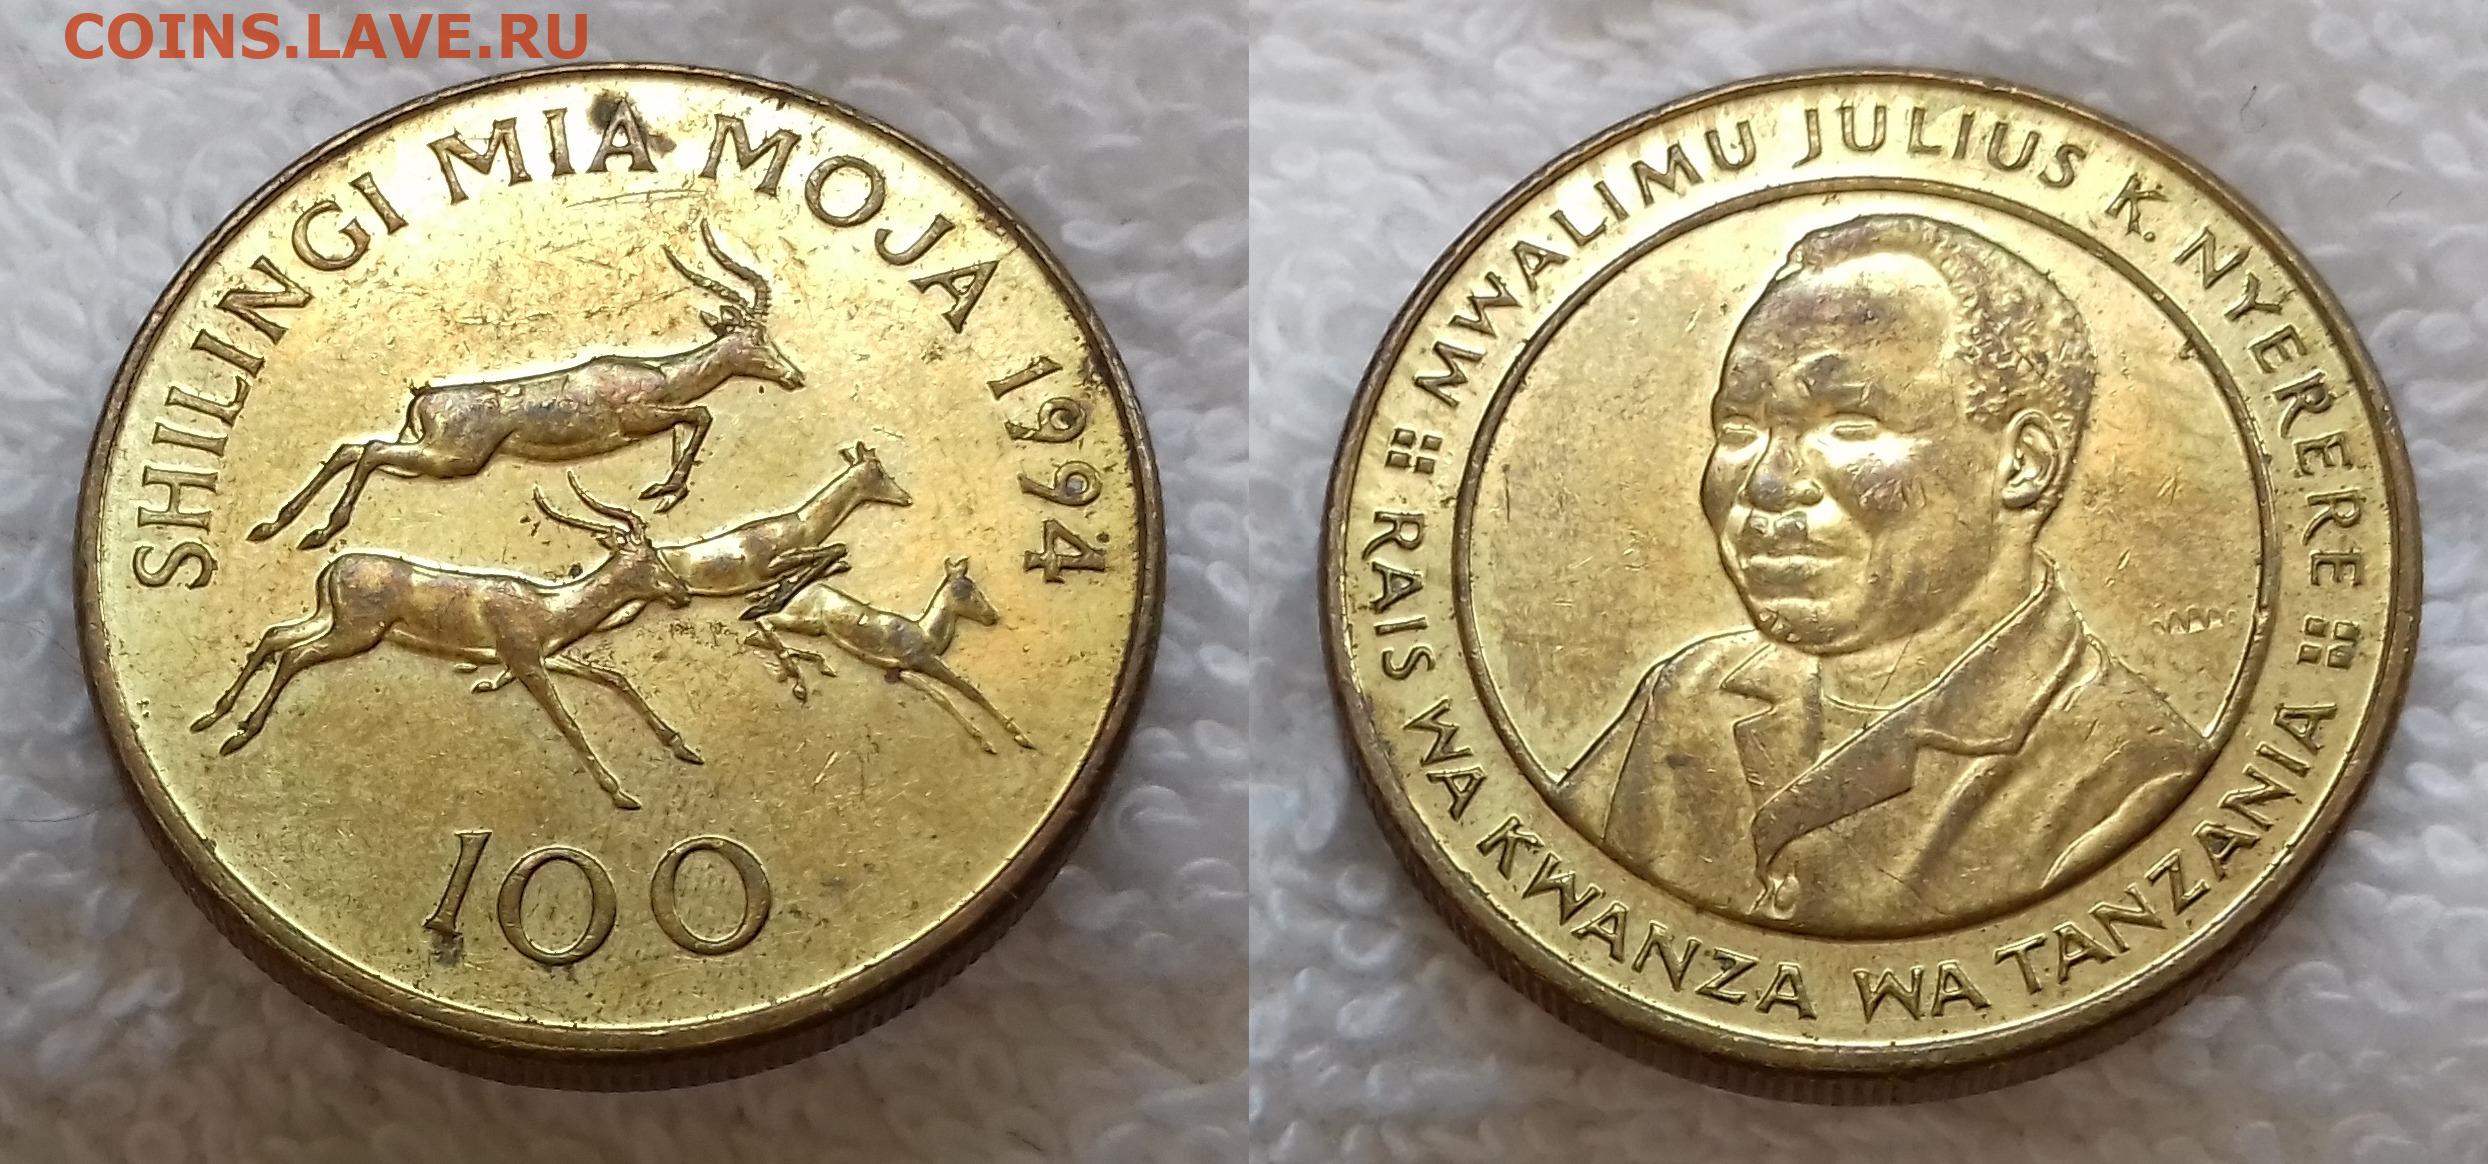 COINS.LAVE.RU
SHILINGI MIA MOJA 1994
100
MWALIMU JULIUS K. NYERERE
RAIS WA KWANZA WA TANZANIA